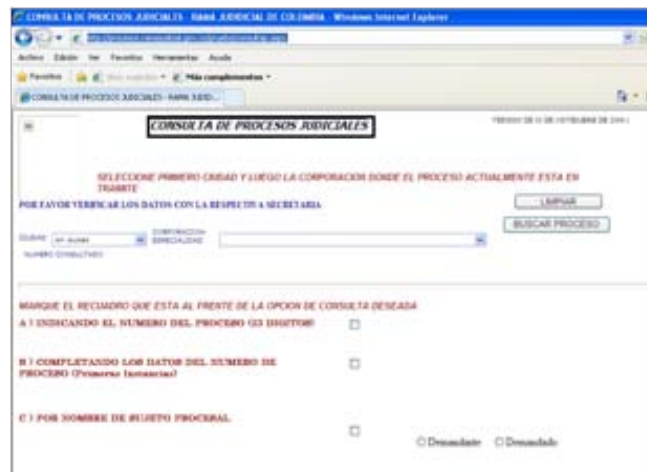 CONSULTA DE PROCESOS JUDICIALES - RAMA JUDICIAL DE COLOMBIA - Windows Internet Explorer
Archivo Edición Ver Favoritos Herramientas Ayuda
Favoritos Más complementos
CONSULTA DE PROCESOS JUDICIALES - RAMA JUDI...
CONSULTA DE PROCESOS JUDICIALES
SELECCIONE PRIMERO CIUDAD Y LUEGO LA CORPORACION DONDE EL PROCESO ACTUALMENTE ESTA EN
TRAMITE
LIMPIAR
POR FAVOR VERIFICAR LOS DATOS CON LA RESPECTIVA SECRETARIA
BUSCAR PROCESO
CIUDAD CORPORACION
ESPECIALIDAD
NUMERO CONSULTADO
MARQUE EL RECUADRO QUE ESTA AL FRENTE DE LA OPCION DE CONSULTA DESEADA
A ) INDICANDO EL NUMERO DEL PROCESO (23 DIGITOS)
B ) COMPLETANDO LOS DATOS DEL NUMERO DE
PROCESO (Primeras Instancias)
C ) POR NOMBRE DE SUJETO PROCESAL
Demandante Demandado